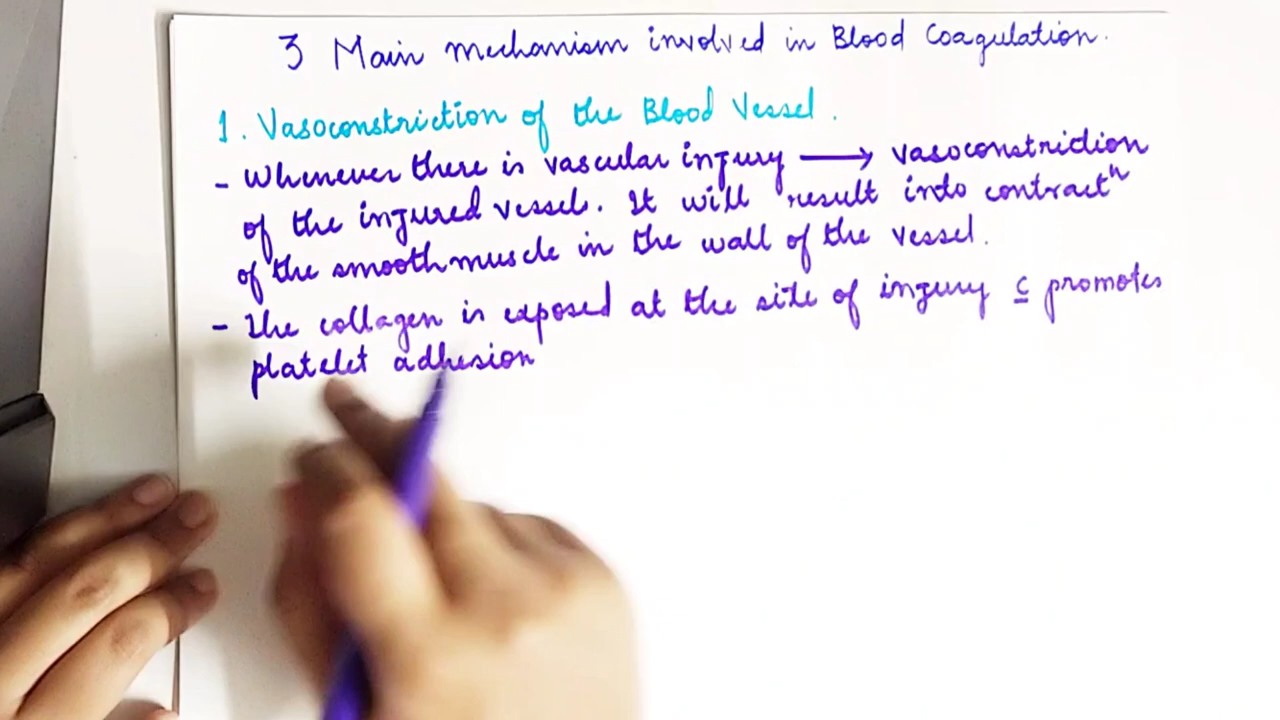 3 Main mechanism involved in Blood Coagulation.
1. Vasoconstriction of the Blood Vessel.
- Whenever there is vascular injury → vasoconstriction
of the injured vessel. It will result into contractⁿ
of the smooth muscle in the wall of the vessel.
- The collagen is exposed at the site of injury c̲ promotes
platelet adhesion